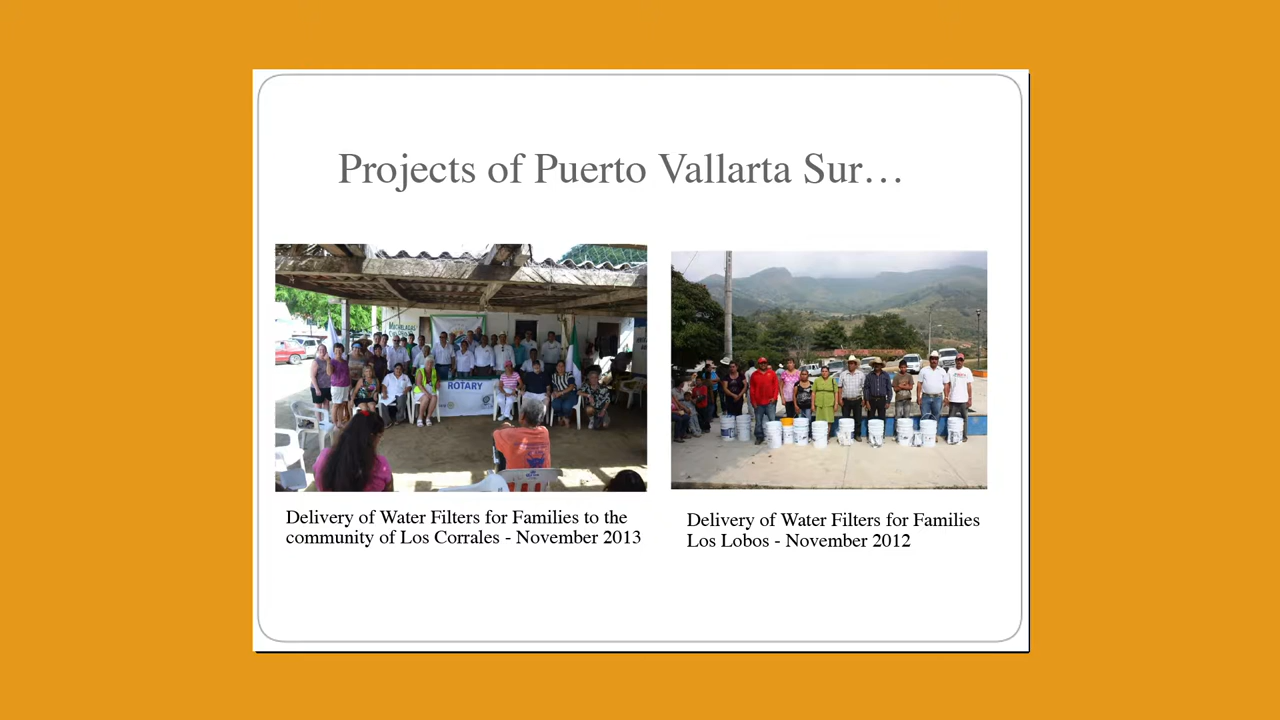 Projects of Puerto Vallarta Sur…
ROTARY
Delivery of Water Filters for Families to the
community of Los Corrales - November 2013
Delivery of Water Filters for Families
Los Lobos - November 2012